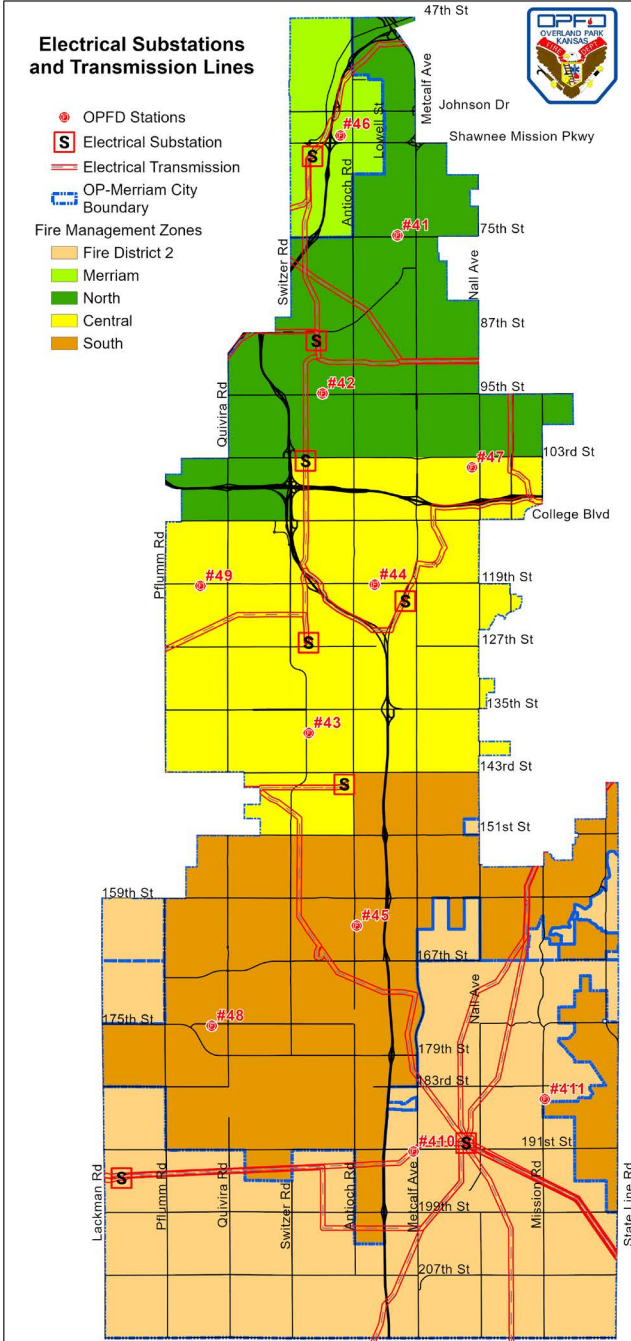 Electrical Substations
and Transmission Lines
OPFD Stations
S Electrical Substation
Electrical Transmission
OP-Merriam City
Boundary
Fire Management Zones
Fire District 2
Merriam
North
Central
South
OPFD
OVERLAND PARK
KANSAS
FIRE
DEPT
47th St
Metcalf Ave
Johnson Dr
Lowell St
#46
Shawnee Mission Pkwy
S
Antioch Rd
#41
75th St
Switzer Rd
Nall Ave
87th St
S
#42
95th St
Quivira Rd
103rd St
S
#47
College Blvd
Pflumm Rd
#49
#44
119th St
S
127th St
S
135th St
#43
143rd St
S
151st St
159th St
#45
167th St
Nall Ave
175th St
#48
179th St
183rd St
#411
#410
S
191st St
S
Lackman Rd
Pflumm Rd
Quivira Rd
Switzer Rd
Antioch Rd
Metcalf Ave
Mission Rd
State Line Rd
199th St
207th St